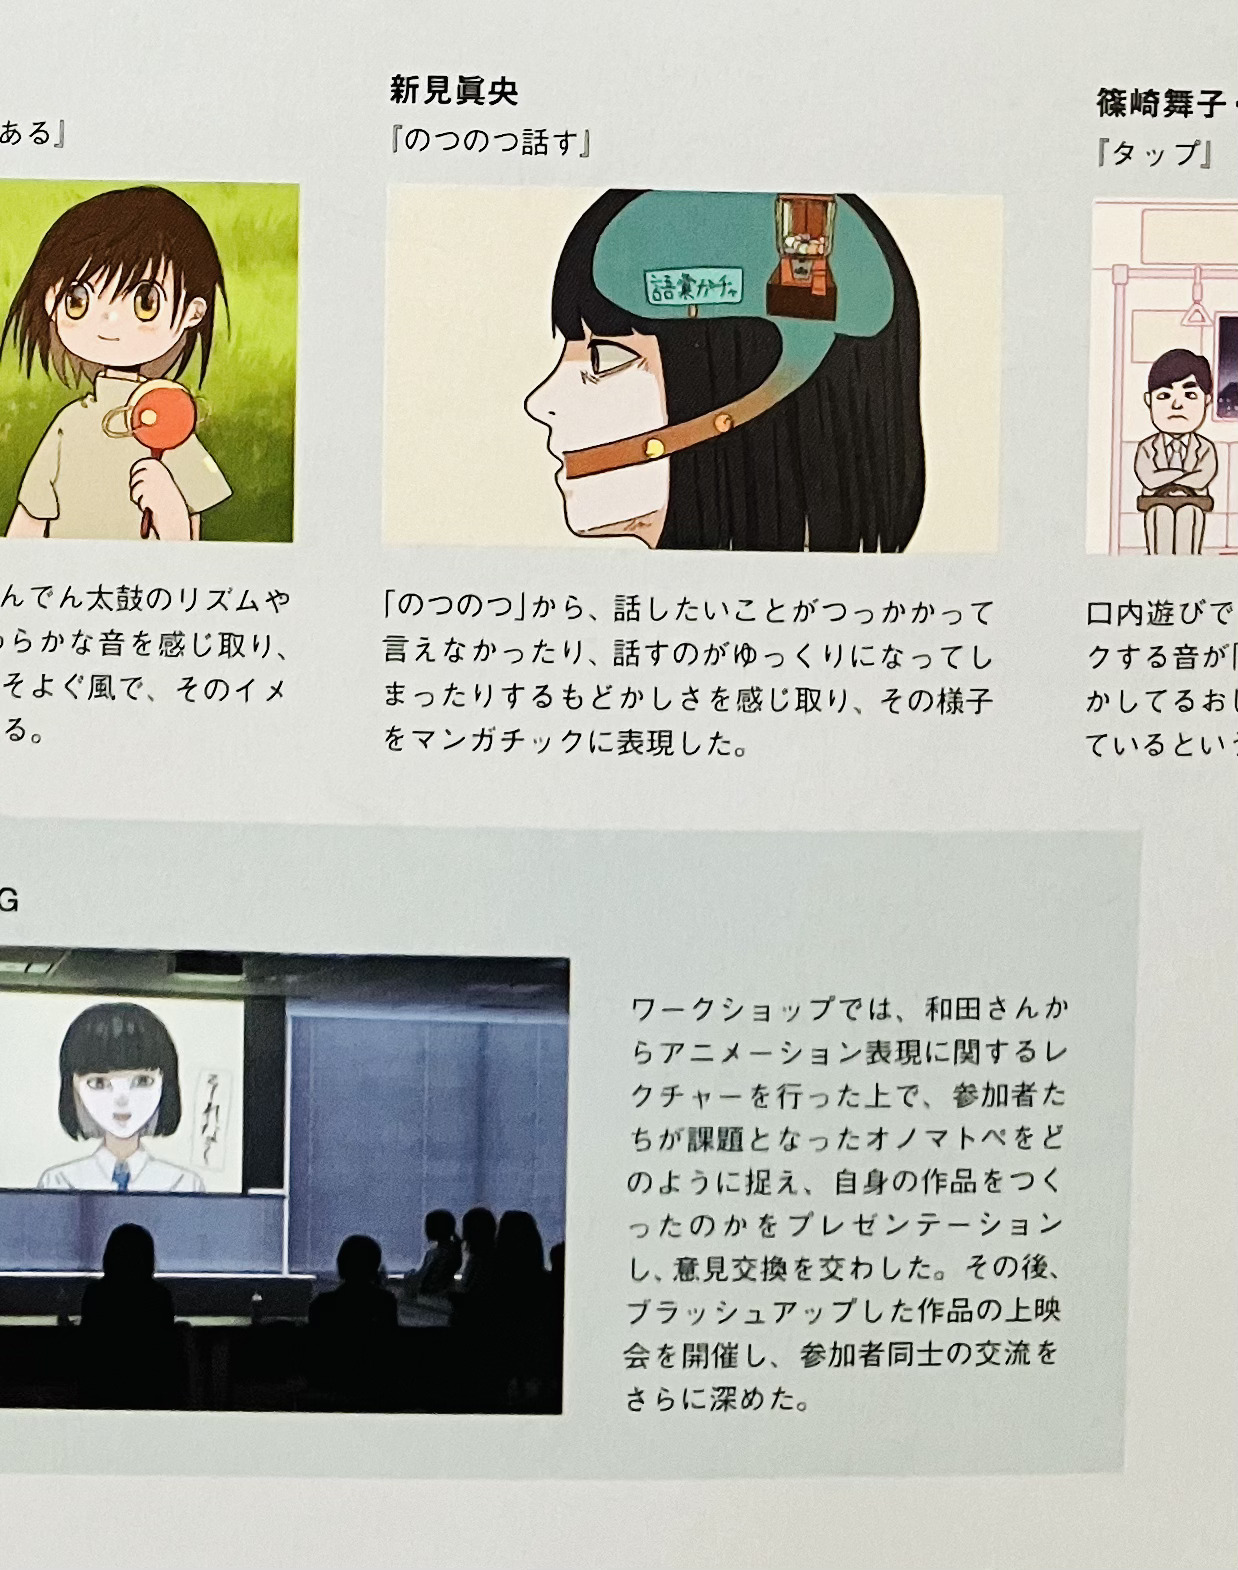 ある』
んでん太鼓のリズムや
らかな音を感じ取り、
そよぐ風で、そのイメ
る。
新見眞央
『のつのつ話す』
語彙ガチャ
「のつのつ」から、話したいことがつっかかって
言えなかったり、話すのがゆっくりになってし
まったりするもどかしさを感じ取り、その様子
をマンガチックに表現した。
篠崎舞子・
『タップ』
口内遊びで
クする音が「
かしてるおじ
ているという
G
ワークショップでは、和田さんか
らアニメーション表現に関するレ
クチャーを行った上で、参加者た
ちが課題となったオノマトペをど
のように捉え、自身の作品をつく
ったのかをプレゼンテーション
し、意見交換を交わした。その後、
ブラッシュアップした作品の上映
会を開催し、参加者同士の交流を
さらに深めた。